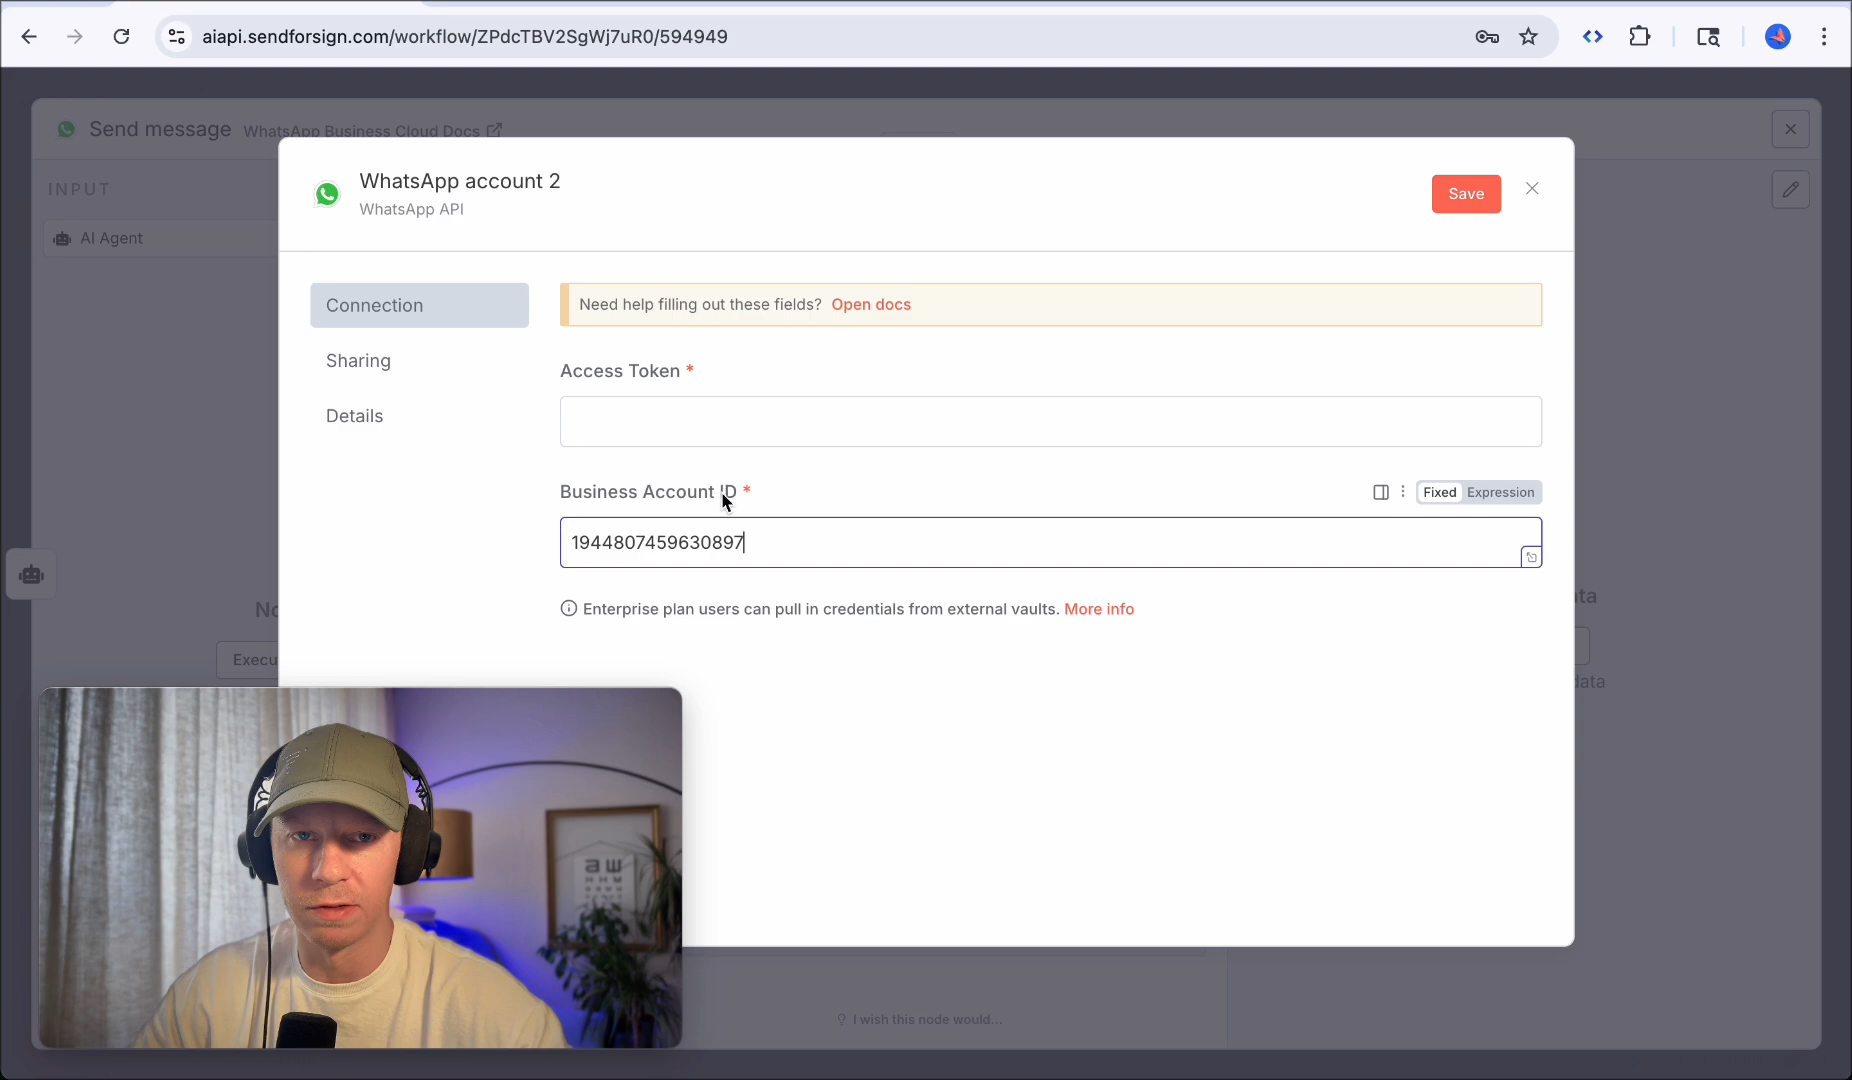 aiapi.sendforsign.com/workflow/ZPdcTBV2SgWj7uR0/594949
Send message WhatsApp Business Cloud Docs
INPUT
AI Agent
WhatsApp account 2
WhatsApp API
Save
Connection
Sharing
Details
Need help filling out these fields? Open docs
Access Token *
Business Account ID *
Fixed Expression
1944807459630897
Enterprise plan users can pull in credentials from external vaults. More info
I wish this node would...